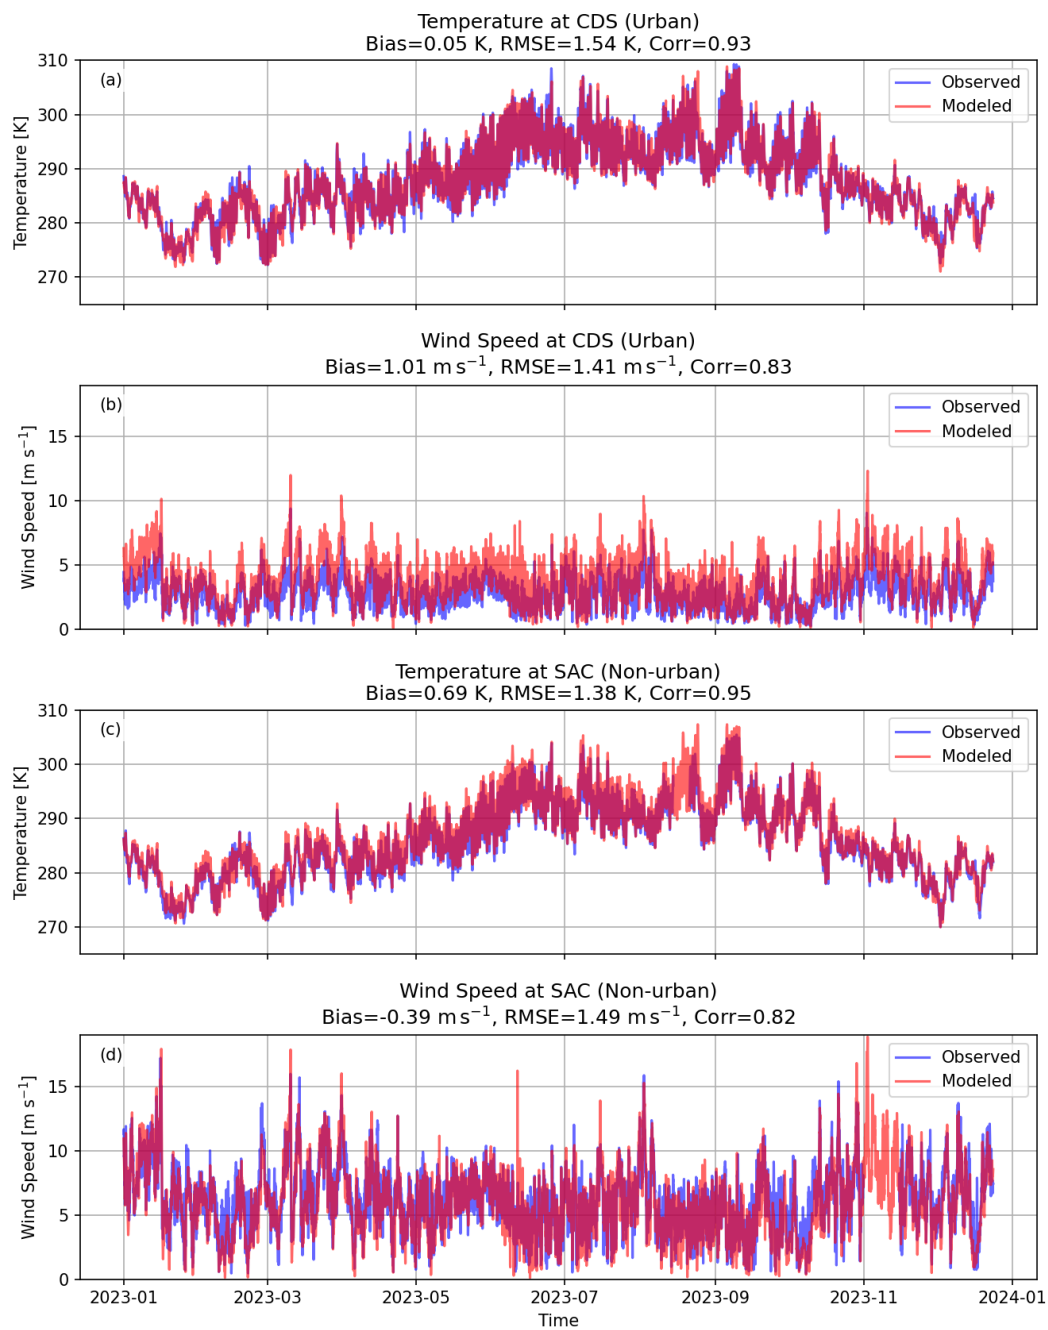 Temperature at CDS (Urban)
Bias=0.05 K, RMSE=1.54 K, Corr=0.93
(a)
Observed
Modeled
310
300
290
280
270
Temperature [K]
Wind Speed at CDS (Urban)
Bias=1.01 m s⁻¹, RMSE=1.41 m s⁻¹, Corr=0.83
(b)
Observed
Modeled
15
10
5
0
Wind Speed [m s⁻¹]
Temperature at SAC (Non-urban)
Bias=0.69 K, RMSE=1.38 K, Corr=0.95
(c)
Observed
Modeled
310
300
290
280
270
Temperature [K]
Wind Speed at SAC (Non-urban)
Bias=-0.39 m s⁻¹, RMSE=1.49 m s⁻¹, Corr=0.82
(d)
Observed
Modeled
15
10
5
0
Wind Speed [m s⁻¹]
2023-01 2023-03 2023-05 2023-07 2023-09 2023-11 2024-01
Time